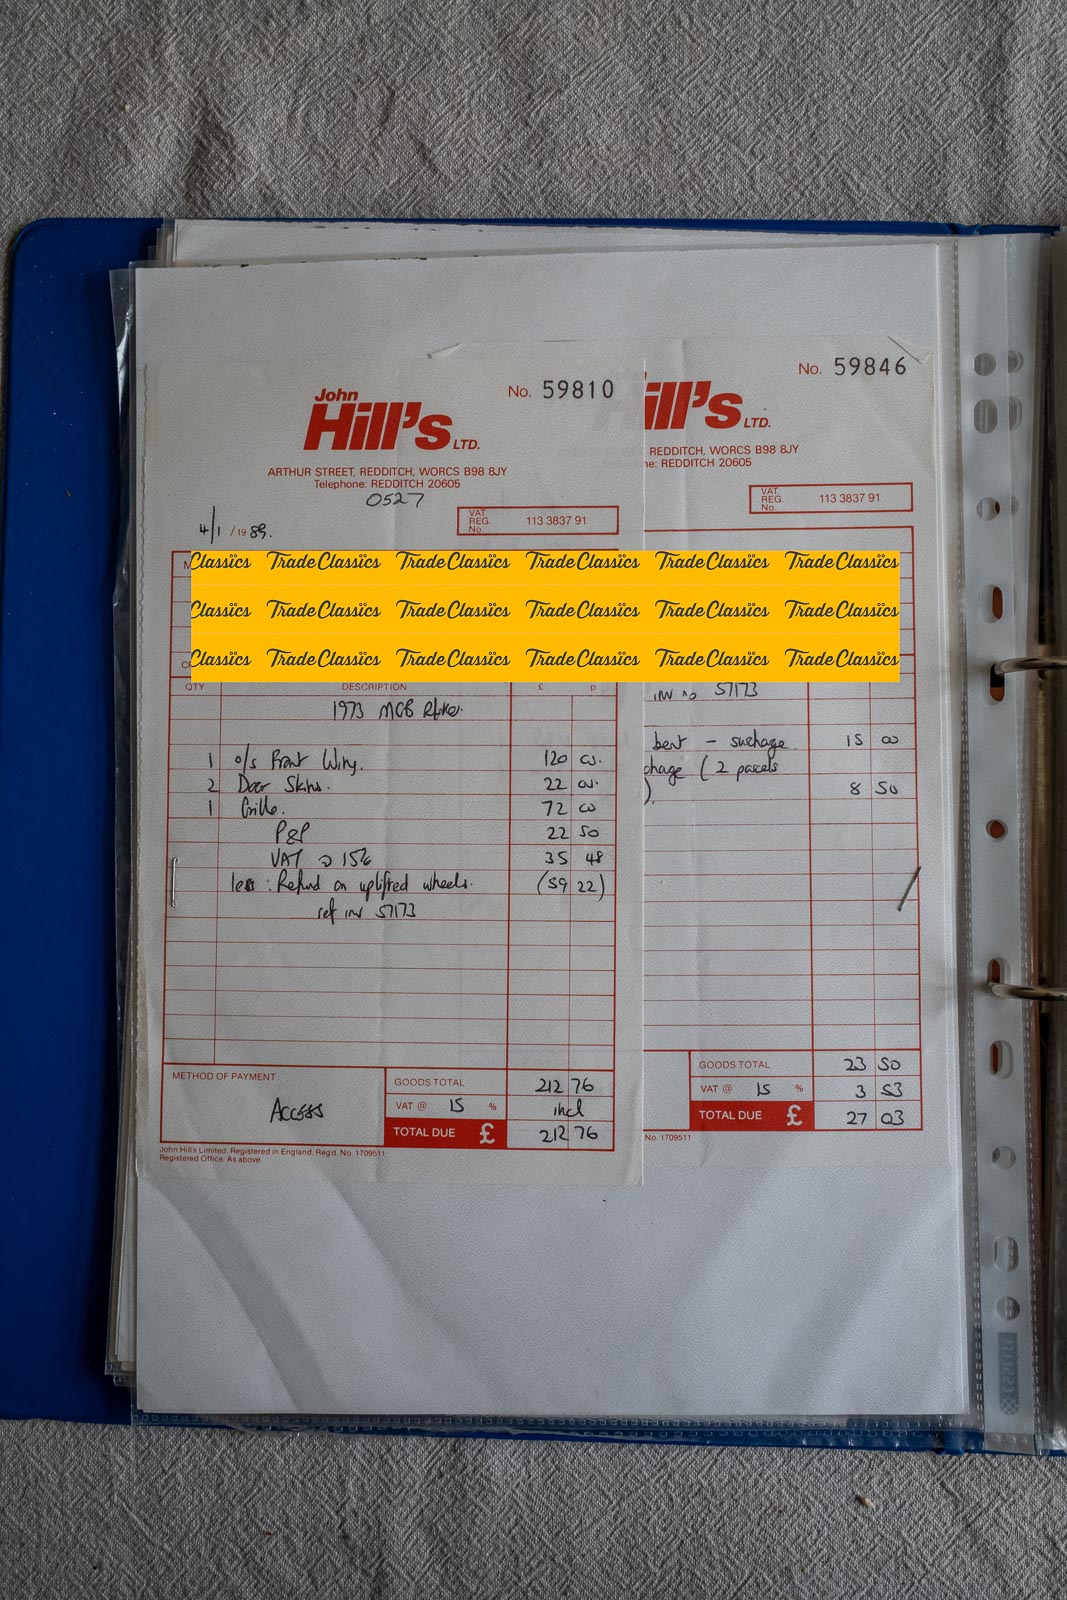 John
Hill's LTD.
No. 59810
ARTHUR STREET, REDDITCH, WORCS B98 8JY
Telephone: REDDITCH 20605
0527
VAT REG. No. 113 3837 91
4/1 / 19 89.
Classics Trade Classics Trade Classics Trade Classics Trade Classics Trade Classics
Classics Trade Classics Trade Classics Trade Classics Trade Classics Trade Classics
Classics Trade Classics Trade Classics Trade Classics Trade Classics Trade Classics
QTY DESCRIPTION £ p
1973 MGB
1 o/s Front Wing. 120 00.
2 Door Skins. 22 00.
1 Grille. 72 00
P&P 22 50
VAT @ 15% 35 48
less: Refund on uplifted wheels. (59 22)
ref inv 57173
METHOD OF PAYMENT
ACCESS
GOODS TOTAL 212 76
VAT @ 15 % incl
TOTAL DUE £ 212 76
John Hill's Limited. Registered in England. Reg'd. No. 1709511
Registered Office. As above
No. 59846
ill's LTD.
REDDITCH, WORCS B98 8JY
ne: REDDITCH 20605
VAT REG. No. 113 3837 91
inv no 57173
bent - surchage 15 00
chage (2 parcels
). 8 50
GOODS TOTAL 23 50
VAT @ 15 % 3 53
TOTAL DUE £ 27 03
No. 1709511